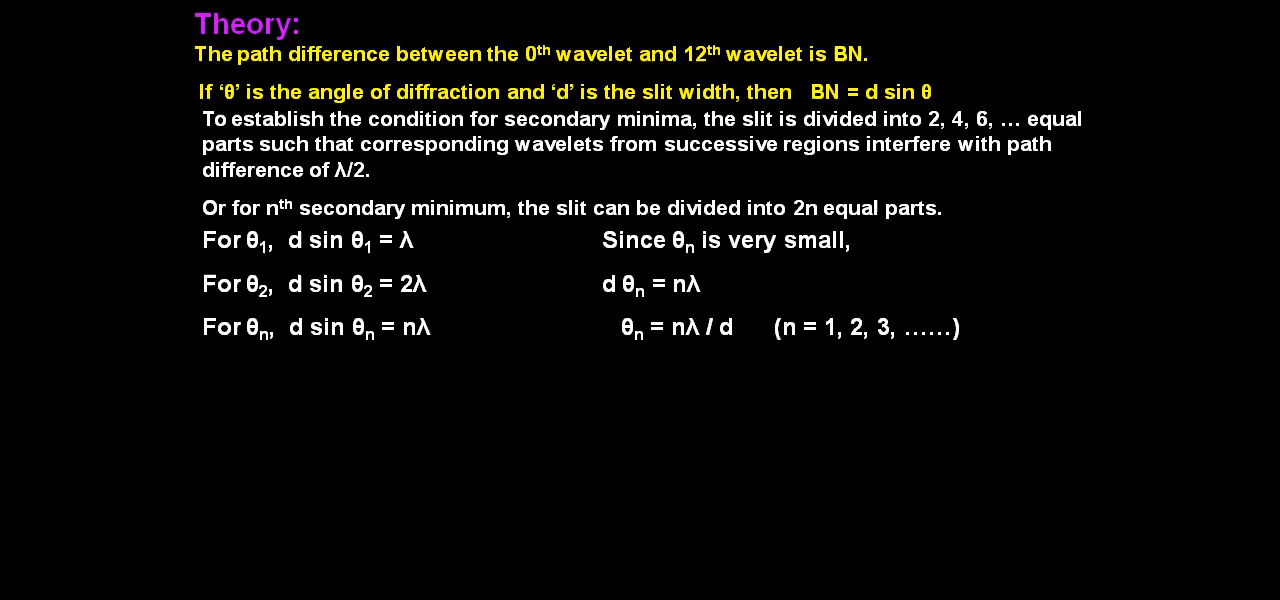 Theory:
The path difference between the 0th wavelet and 12th wavelet is BN.
If ‘θ’ is the angle of diffraction and ‘d’ is the slit width, then BN = d sin θ
To establish the condition for secondary minima, the slit is divided into 2, 4, 6, … equal
parts such that corresponding wavelets from successive regions interfere with path
difference of λ/2.
Or for nth secondary minimum, the slit can be divided into 2n equal parts.
For θ1, d sin θ1 = λ Since θn is very small,
For θ2, d sin θ2 = 2λ d θn = nλ
For θn, d sin θn = nλ θn = nλ / d (n = 1, 2, 3, ……)